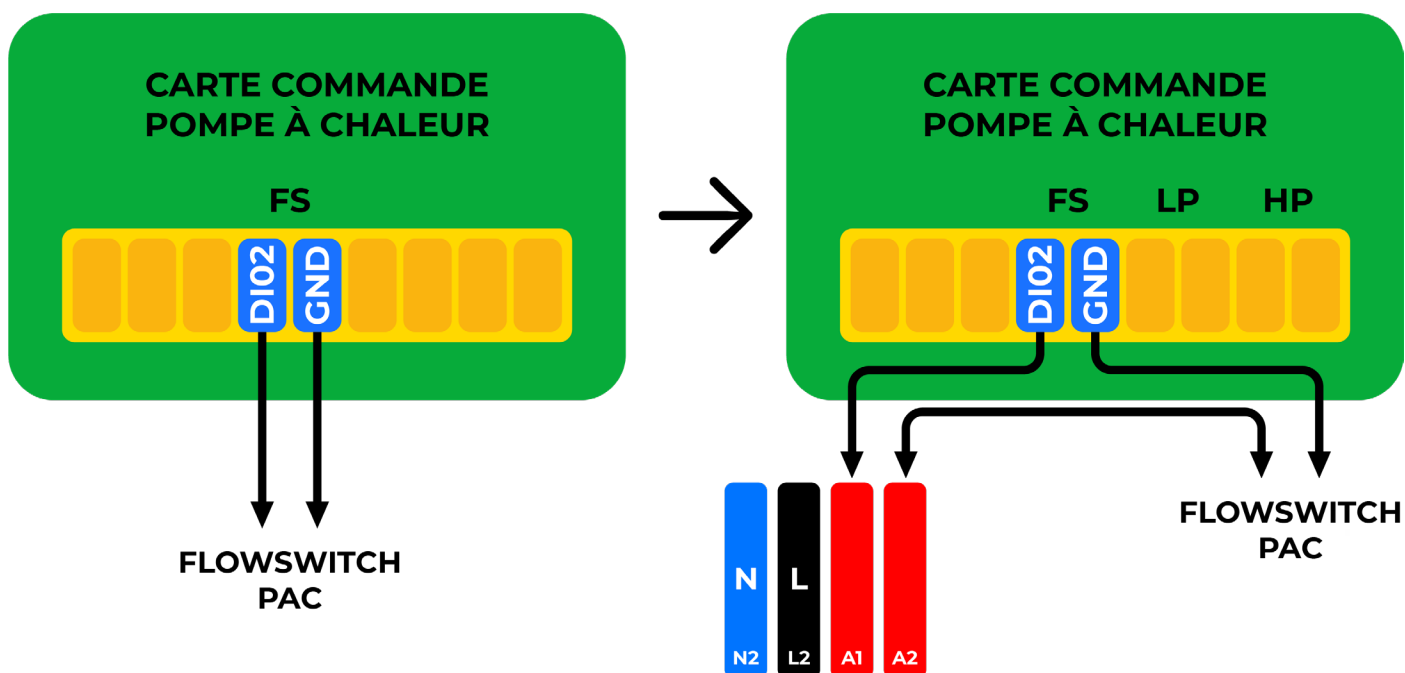 CARTE COMMANDE
POMPE À CHALEUR
FS
DI02
GND
FLOWSWITCH
PAC
CARTE COMMANDE
POMPE À CHALEUR
FS LP HP
DI02
GND
FLOWSWITCH
PAC
N L
N2 L2 A1 A2